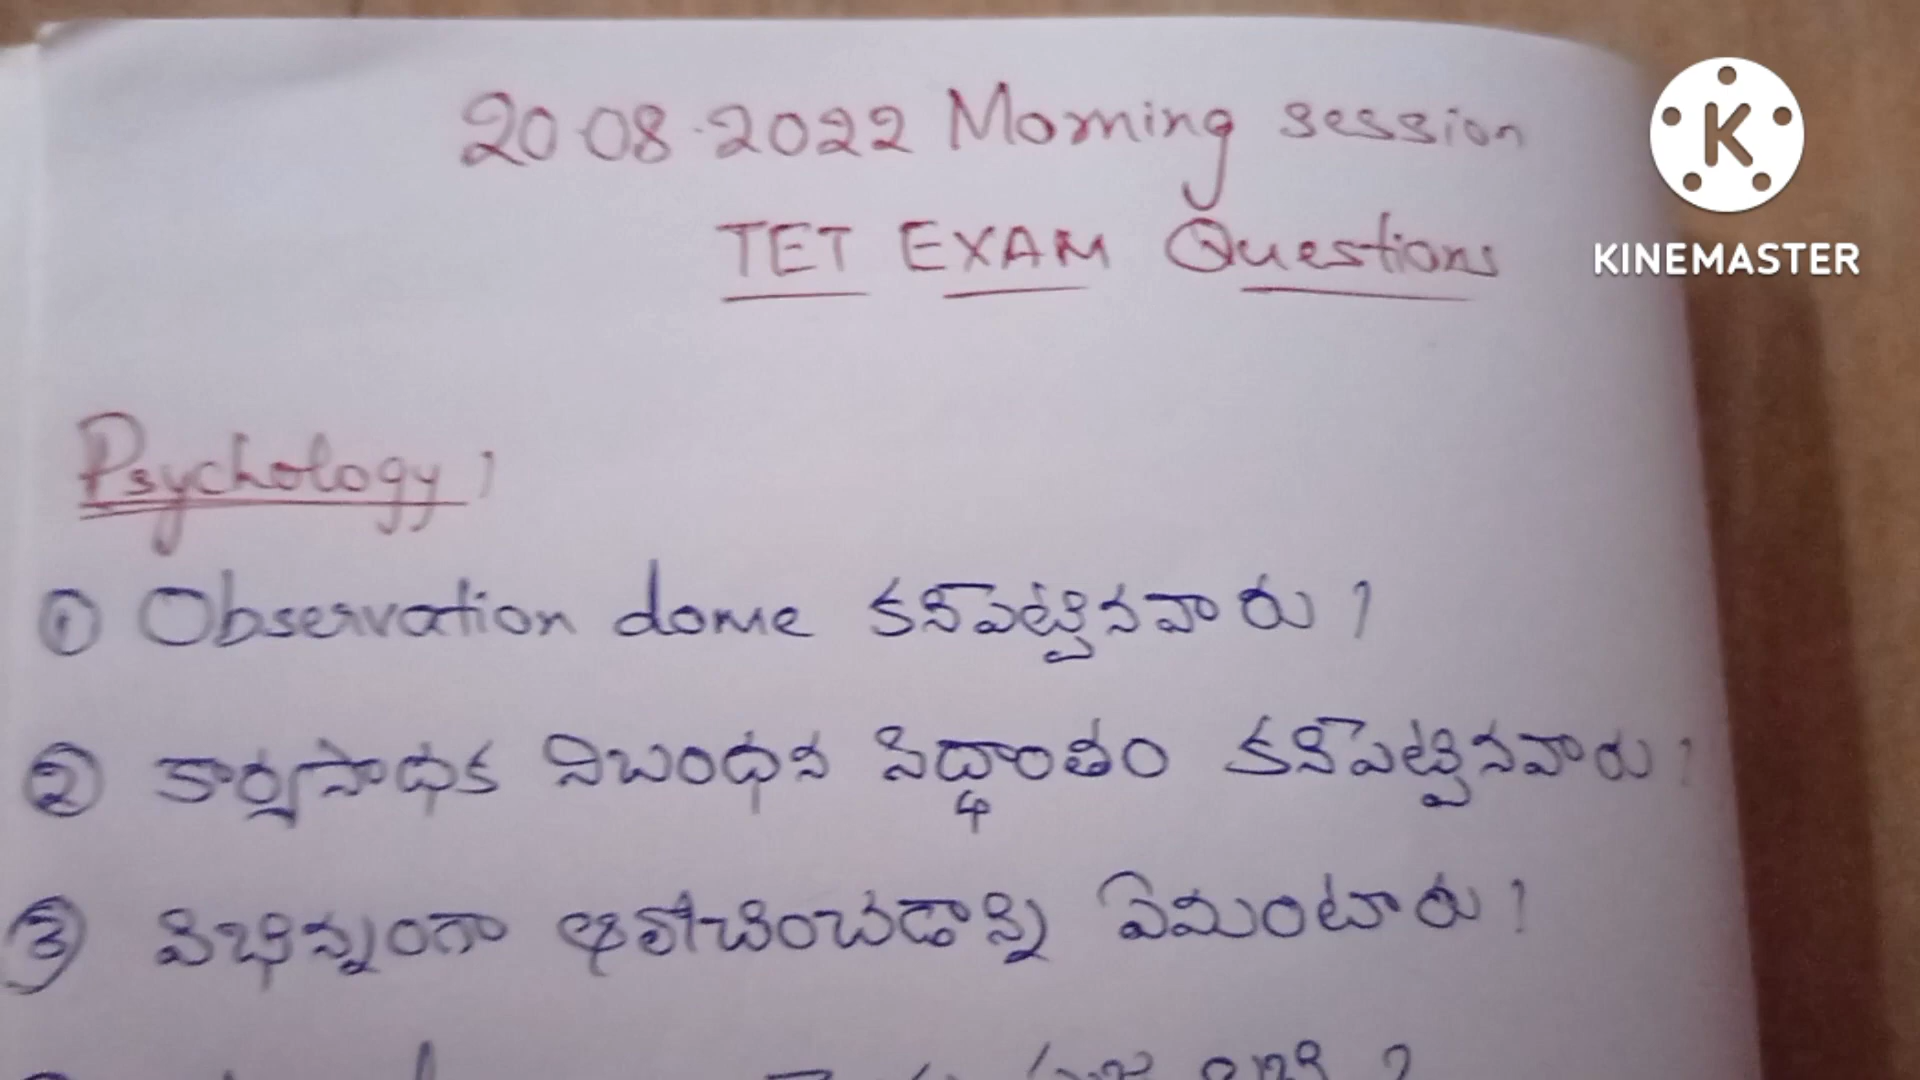 20.08.2022 Morning session
TET EXAM Questions
K
KINEMASTER
Psychology :
① Observation dome కనిపెట్టినవారు ?
② కార్యసాధక నిబంధన సిద్ధాంతం కనిపెట్టినవారు ?
③ విభిన్నంగా ఆలోచించడాన్ని ఏమంటారు ?